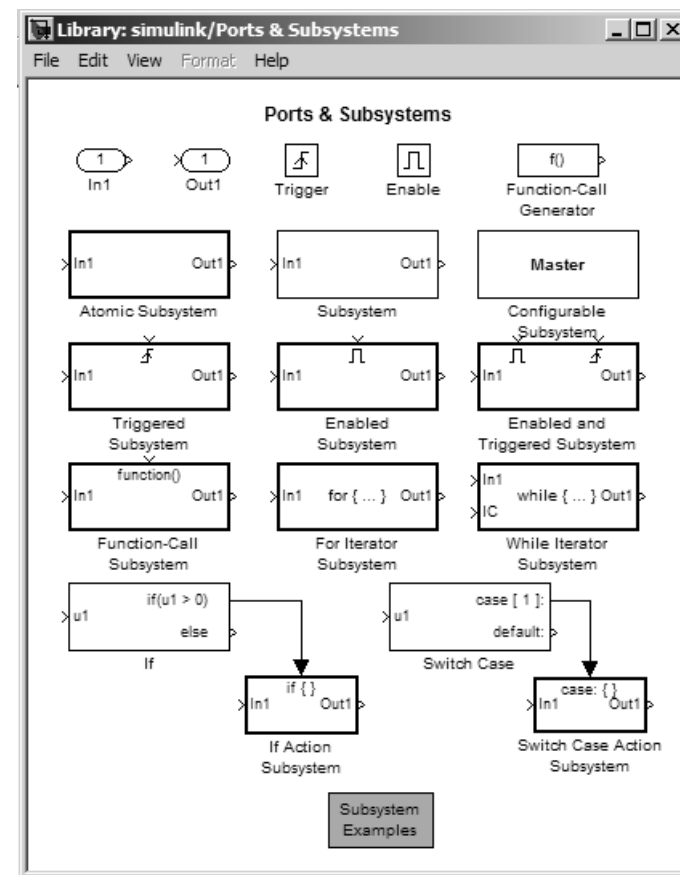 Library: simulink/Ports & Subsystems
File Edit View Format Help
Ports & Subsystems
1 1 f()
In1 Out1 Trigger Enable Function-Call
Generator
In1 Out1 In1 Out1 Master
Atomic Subsystem Subsystem Configurable
Subsystem
In1 Out1 In1 Out1 In1 Out1
Triggered Enabled Enabled and
Subsystem Subsystem Triggered Subsystem
function()
In1 Out1 In1 for { ... } Out1 In1 while { ... } Out1
IC
Function-Call For Iterator While Iterator
Subsystem Subsystem Subsystem
if(u1 > 0) case [ 1 ]:
u1 u1
else default:
If Switch Case
if { } case: { }
In1 Out1 In1 Out1
If Action Switch Case Action
Subsystem Subsystem
Subsystem
Examples